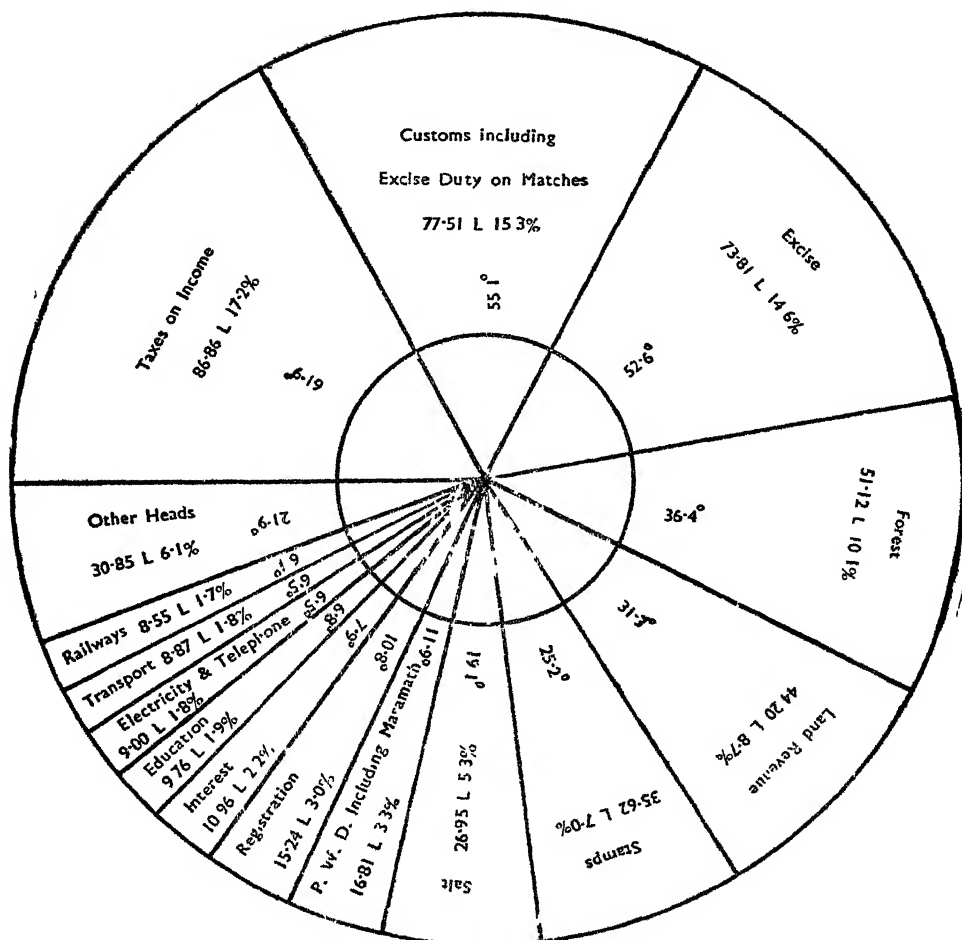 Customs including
Excise Duty on Matches
77·51 L 15 3%
55 1°
Excise
73·81 L 14 6%
52·6°
Forest
51·12 L 10 1%
36·4°
Land Revenue
44 20 L 8·7%
Stamps
35·62 L 7·0%
25·2°
Salt
26·95 L 5 3%
19 1°
P. W. D. Including Maramath
16·81 L 3 3%
11·9°
Registration
15·24 L 3·0%
10·8°
Interest
10 96 L 2 2%
7·9°
Education
9 76 L 1·9%
6·8°
Electricity & Telephone
9·00 L 1·8%
6·5°
Transport 8·87 L 1·8%
6·5°
Railways 8·55 L 1·7%
6 1°
Other Heads
30·85 L 6·1%
21·9°
Taxes on Income
86·86 L 17·2%
61·9°